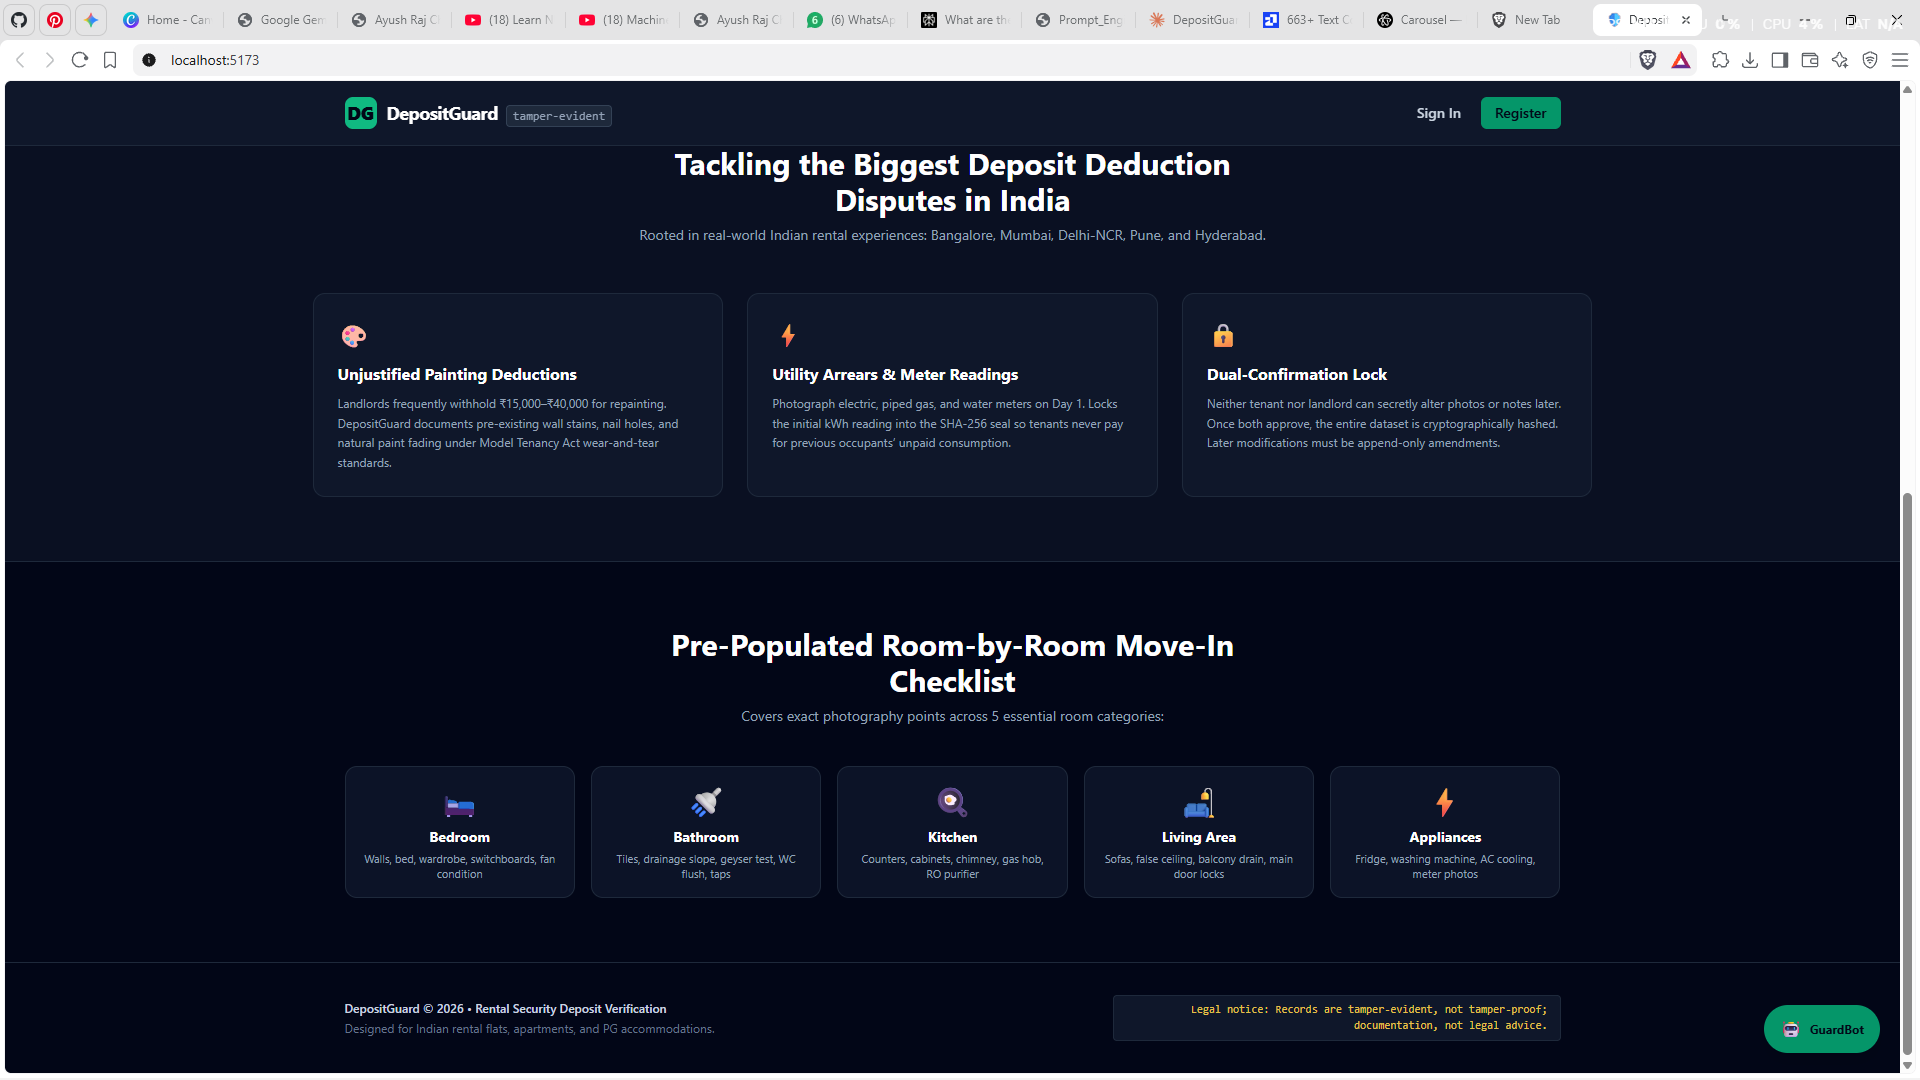 Home - Can
Google Gem
Ayush Raj C
(18) Learn N
(18) Machin
Ayush Raj C
(6) WhatsAp
What are the
Prompt_Eng
DepositGuar
663+ Text C
Carousel —
New Tab
Deposit
0 % | CPU 4 % | LAT N/A
localhost:5173
DG DepositGuard tamper-evident
Sign In
Register
Tackling the Biggest Deposit Deduction
Disputes in India
Rooted in real-world Indian rental experiences: Bangalore, Mumbai, Delhi-NCR, Pune, and Hyderabad.
Unjustified Painting Deductions
Landlords frequently withhold ₹15,000–₹40,000 for repainting.
DepositGuard documents pre-existing wall stains, nail holes, and
natural paint fading under Model Tenancy Act wear-and-tear
standards.
Utility Arrears & Meter Readings
Photograph electric, piped gas, and water meters on Day 1. Locks
the initial kWh reading into the SHA-256 seal so tenants never pay
for previous occupants’ unpaid consumption.
Dual-Confirmation Lock
Neither tenant nor landlord can secretly alter photos or notes later.
Once both approve, the entire dataset is cryptographically hashed.
Later modifications must be append-only amendments.
Pre-Populated Room-by-Room Move-In
Checklist
Covers exact photography points across 5 essential room categories:
Bedroom
Walls, bed, wardrobe, switchboards, fan
condition
Bathroom
Tiles, drainage slope, geyser test, WC
flush, taps
Kitchen
Counters, cabinets, chimney, gas hob,
RO purifier
Living Area
Sofas, false ceiling, balcony drain, main
door locks
Appliances
Fridge, washing machine, AC cooling,
meter photos
DepositGuard © 2026 • Rental Security Deposit Verification
Designed for Indian rental flats, apartments, and PG accommodations.
Legal notice: Records are tamper-evident, not tamper-proof;
documentation, not legal advice.
GuardBot